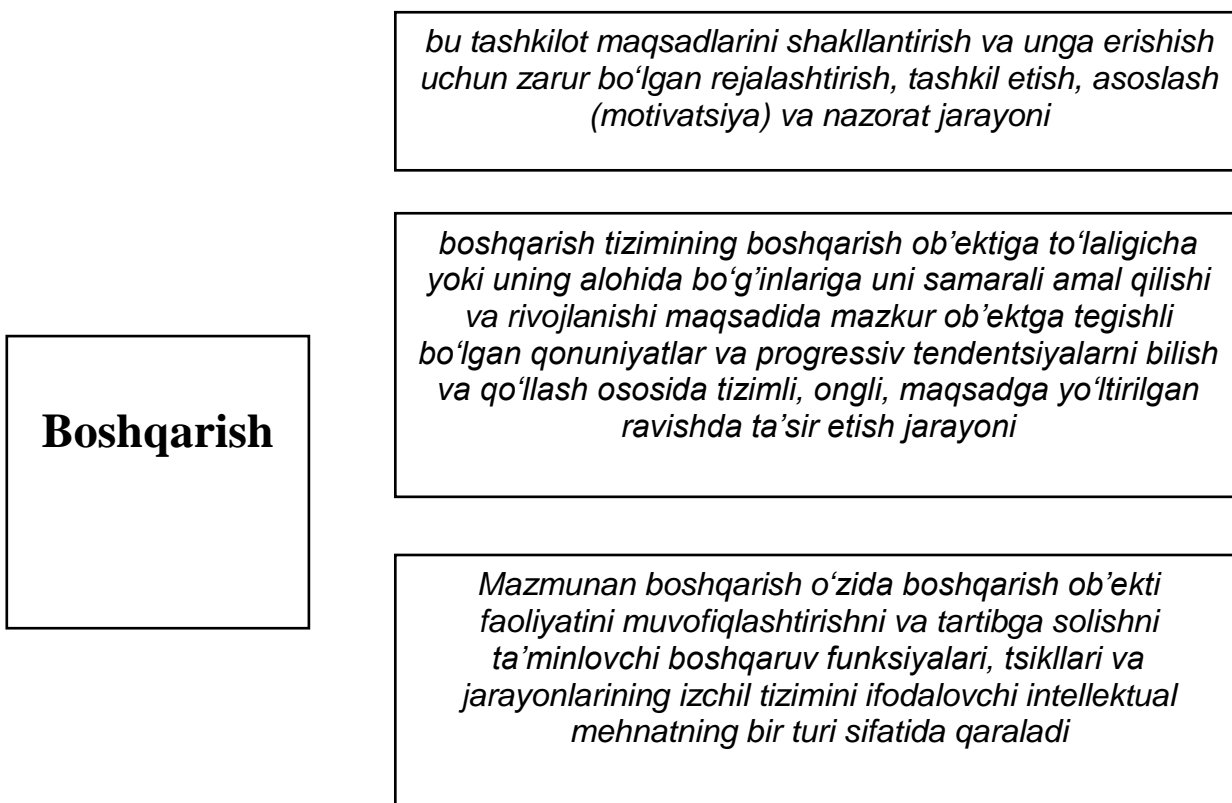 bu tashkilot maqsadlarini shakllantirish va unga erishish
uchun zarur bo‘lgan rejalashtirish, tashkil etish, asoslash
(motivatsiya) va nazorat jarayoni
boshqarish tizimining boshqarish ob’ektiga to‘laligicha
yoki uning alohida bo‘g’inlariga uni samarali amal qilishi
va rivojlanishi maqsadida mazkur ob’ektga tegishli
bo‘lgan qonuniyatlar va progressiv tendentsiyalarni bilish
va qo‘llash ososida tizimli, ongli, maqsadga yo‘ltirilgan
ravishda ta’sir etish jarayoni
Boshqarish
Mazmunan boshqarish o‘zida boshqarish ob’ekti
faoliyatini muvofiqlashtirishni va tartibga solishni
ta’minlovchi boshqaruv funksiyalari, tsikllari va
jarayonlarining izchil tizimini ifodalovchi intellektual
mehnatning bir turi sifatida qaraladi